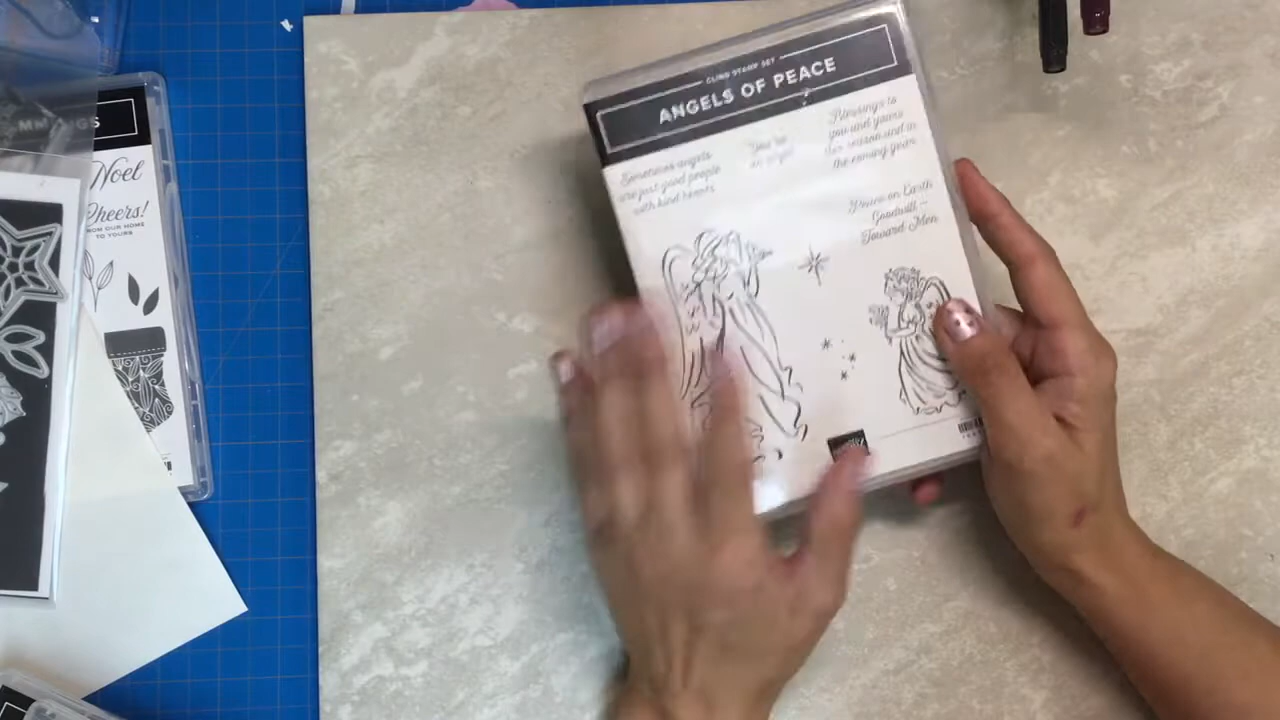 CLING STAMP SET
ANGELS OF PEACE
Sometimes angels
are just good people
with kind hearts.
You're
an angel
Blessings to
you and yours
this season and in
the coming year.
Peace on Earth
Goodwill
Toward Men
Noel
Cheers!
FROM OUR HOME
TO YOURS